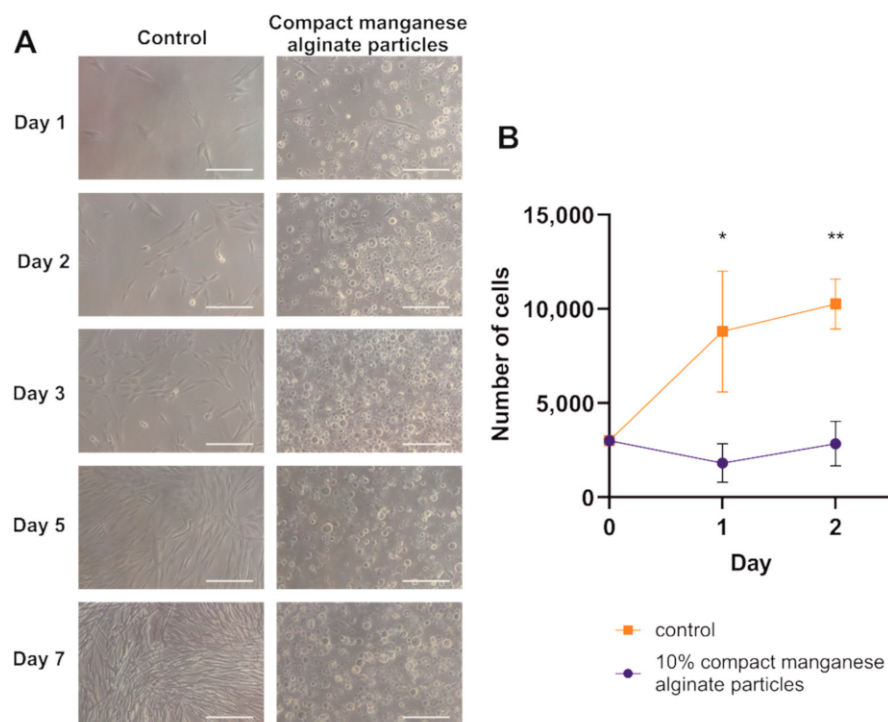 A
Control
Compact manganese
alginate particles
Day 1
Day 2
Day 3
Day 5
Day 7
B
15,000
10,000
5,000
0
Number of cells
*
**
0
1
2
Day
control
10% compact manganese
alginate particles